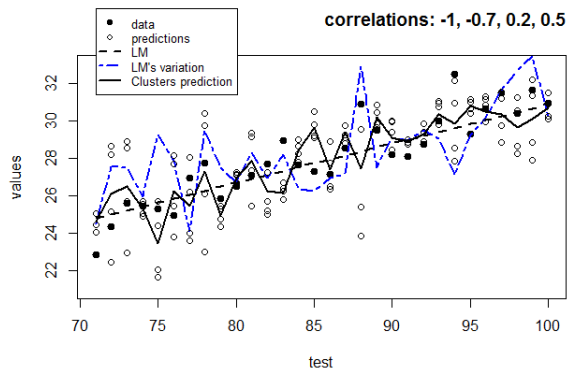 correlations: -1, -0.7, 0.2, 0.5
data
predictions
LM
LM's variation
Clusters prediction
values
32
30
28
26
24
22
70 75 80 85 90 95 100
test